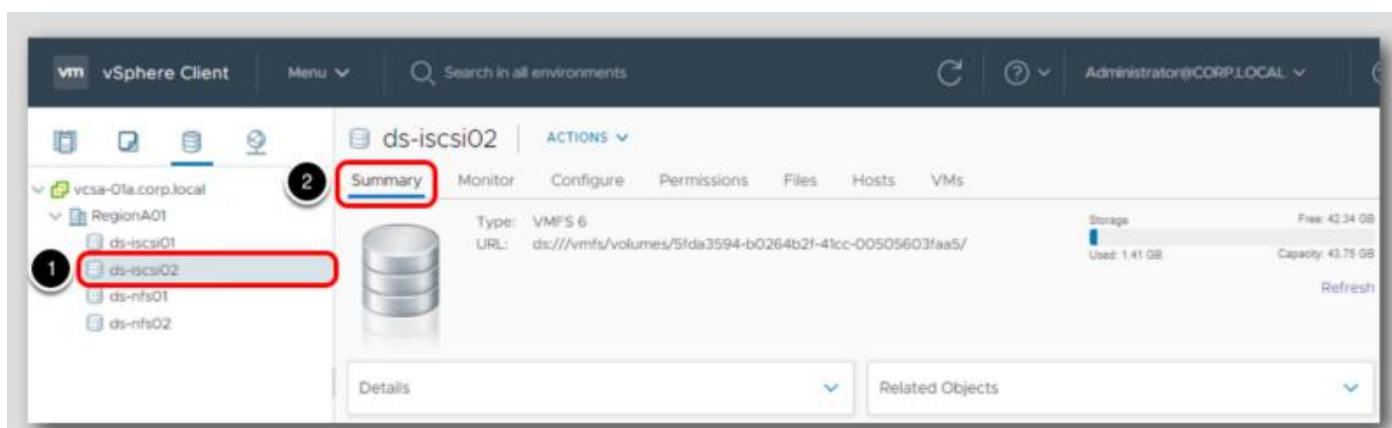 vm vSphere Client Menu Search in all environments Administrator@CORP.LOCAL
ds-iscsi02 ACTIONS
2 Summary Monitor Configure Permissions Files Hosts VMs
vcsa-01a.corp.local
RegionA01
ds-iscsi01
1 ds-iscsi02
ds-nfs01
ds-nfs02
Type: VMFS 6
URL: ds:///vmfs/volumes/5fda3594-b0264b2f-41cc-00505603faa5/
Storage Free: 42.34 GB
Used: 1.41 GB Capacity: 43.75 GB
Refresh
Details Related Objects